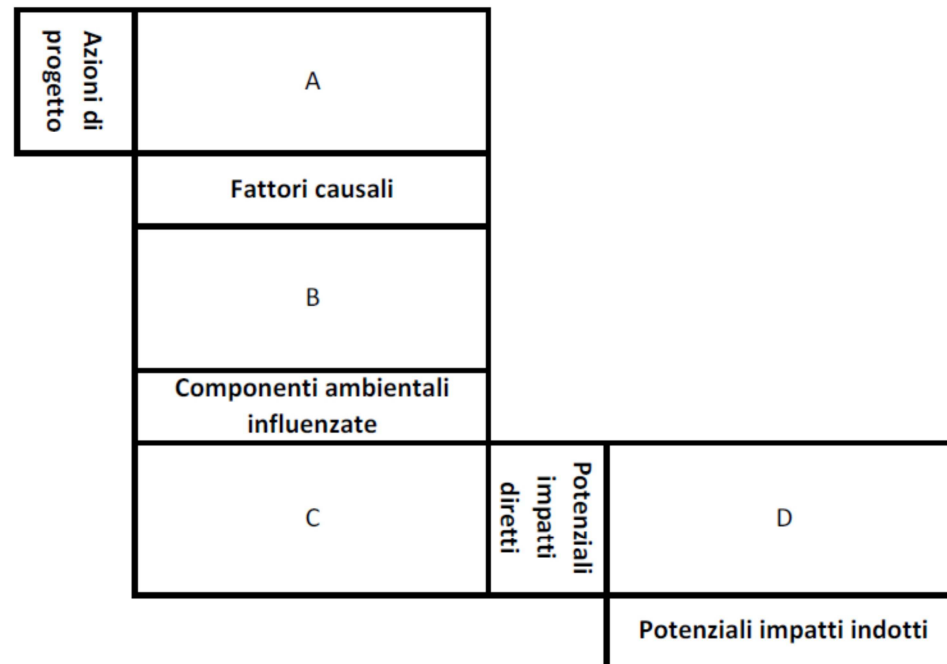 Azioni di
progetto
A
Fattori causali
B
Componenti ambientali
influenzate
C
Potenziali
impatti
diretti
D
Potenziali impatti indotti